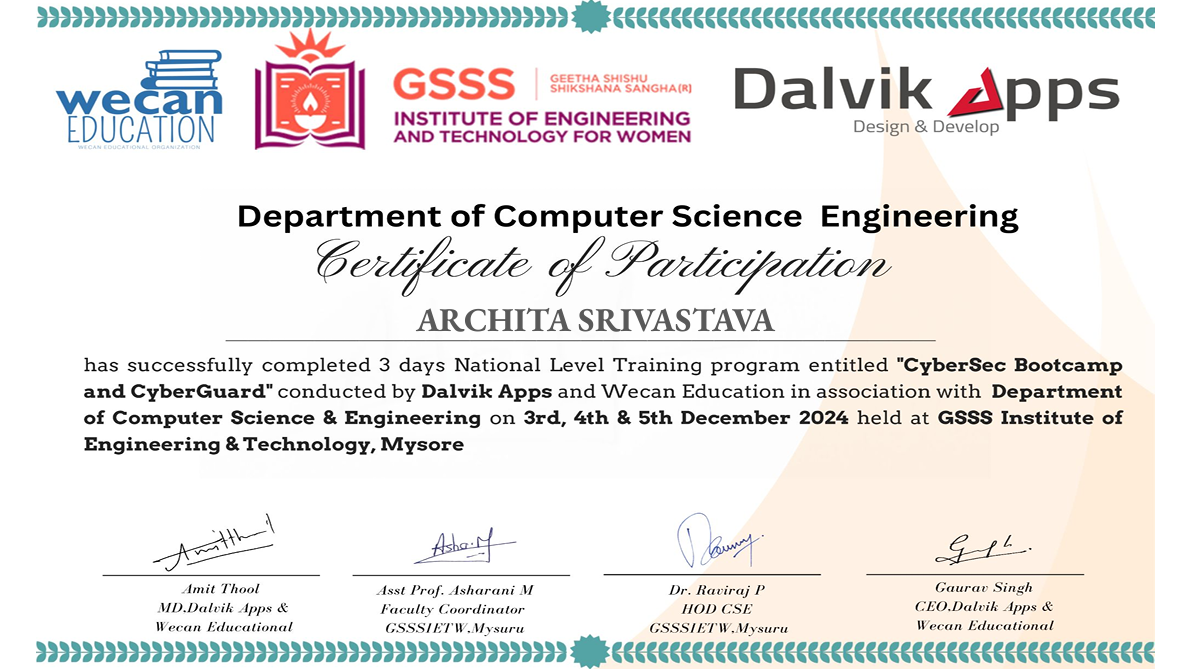 wecan
EDUCATION
WECAN EDUCATIONAL ORGANIZATION
GSSS
GEETHA SHISHU
SHIKSHANA SANGHA(R)
INSTITUTE OF ENGINEERING
AND TECHNOLOGY FOR WOMEN
Dalvik Apps
Design & Develop
Department of Computer Science Engineering
Certificate of Participation
ARCHITA SRIVASTAVA
has successfully completed 3 days National Level Training program entitled "CyberSec Bootcamp
and CyberGuard" conducted by Dalvik Apps and Wecan Education in association with Department
of Computer Science & Engineering on 3rd, 4th & 5th December 2024 held at GSSS Institute of
Engineering & Technology, Mysore
Amitthul
Asha.M
Amit Thool
MD.Dalvik Apps &
Wecan Educational
Asst Prof. Asharani M
Faculty Coordinator
GSSSIETW,Mysuru
Dr. Raviraj P
HOD CSE
GSSSIETW,Mysuru
Gaurav Singh
CEO.Dalvik Apps &
Wecan Educational